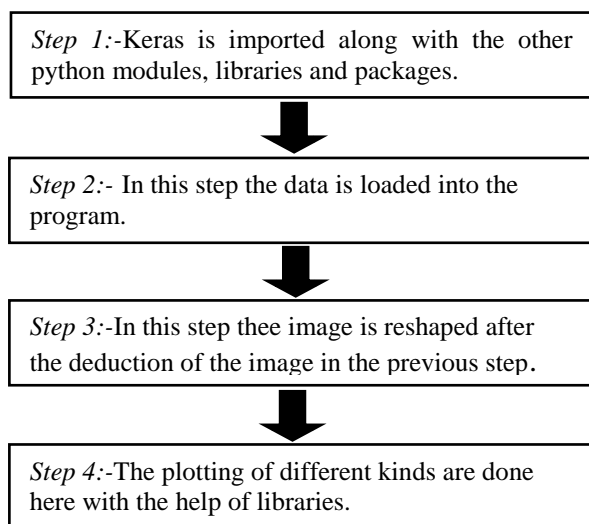 Step 1:-Keras is imported along with the other
python modules, libraries and packages.
Step 2:- In this step the data is loaded into the
program.
Step 3:-In this step thee image is reshaped after
the deduction of the image in the previous step.
Step 4:-The plotting of different kinds are done
here with the help of libraries.